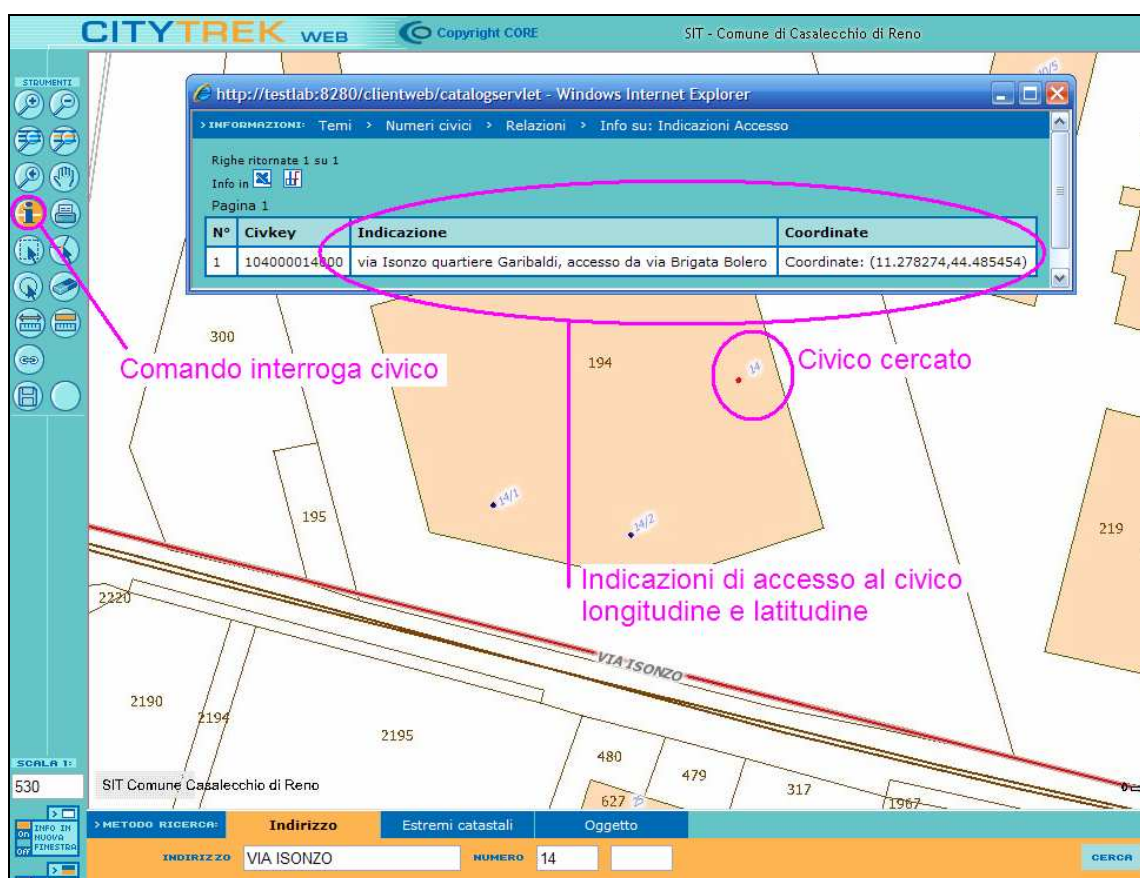 CITYTREK WEB
Copyright CORE
SIT - Comune di Casalecchio di Reno
STRUMENTI
http://testlab:8280/clientweb/catalogservlet - Windows Internet Explorer
>INFORMAZIONI: Temi > Numeri civici > Relazioni > Info su: Indicazioni Accesso
Righe ritornate 1 su 1
Info in
Pagina 1
N° Civkey Indicazione Coordinate
1 104000014000 via Isonzo quartiere Garibaldi, accesso da via Brigata Bolero Coordinate: (11.278274,44.485454)
300
Comando interroga civico
194
14
Civico cercato
14/1
14/2
195
219
Indicazioni di accesso al civico
longitudine e latitudine
2220
VIA ISONZO
2190
2194
2195
480
479
317
1967
627
25
SCALA 1:
530
SIT Comune Casalecchio di Reno
On
Off
INFO IN
NUOVA
FINESTRA
>METODO RICERCA: Indirizzo Estremi catastali Oggetto
INDIRIZZO VIA ISONZO NUMERO 14 CERCA